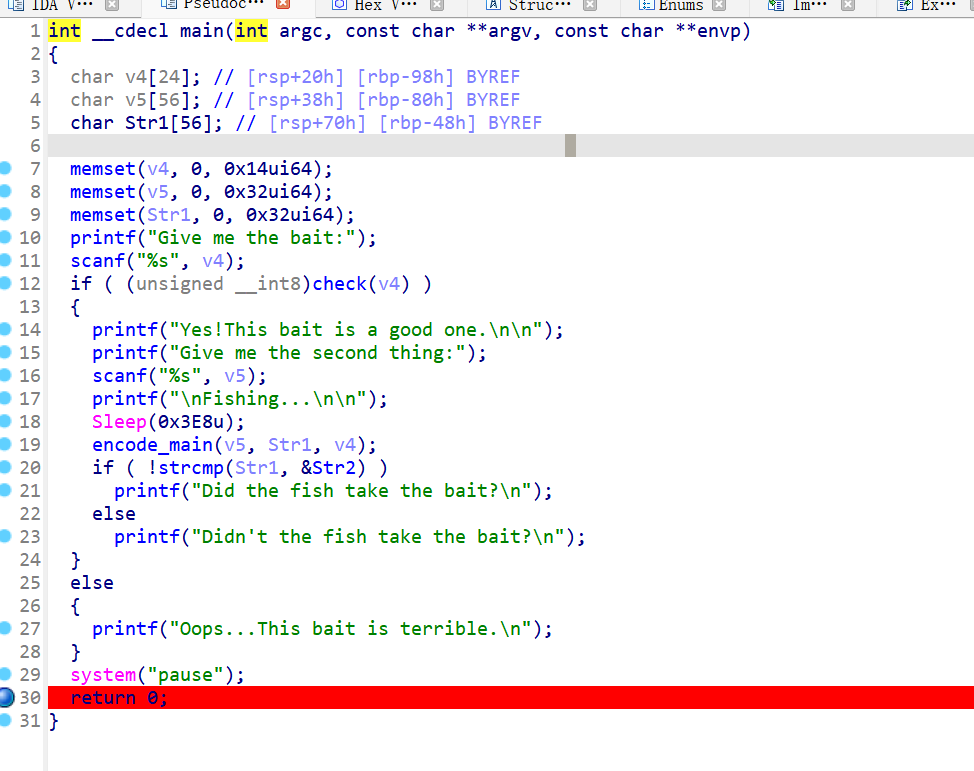 IDA V··· Pseudoc··· Hex V··· Struc··· Enums Im··· Ex···
1 int __cdecl main(int argc, const char **argv, const char **envp)
2 {
3   char v4[24]; // [rsp+20h] [rbp-98h] BYREF
4   char v5[56]; // [rsp+38h] [rbp-80h] BYREF
5   char Str1[56]; // [rsp+70h] [rbp-48h] BYREF
6
7   memset(v4, 0, 0x14ui64);
8   memset(v5, 0, 0x32ui64);
9   memset(Str1, 0, 0x32ui64);
10   printf("Give me the bait:");
11   scanf("%s", v4);
12   if ( (unsigned __int8)check(v4) )
13   {
14     printf("Yes!This bait is a good one.\n\n");
15     printf("Give me the second thing:");
16     scanf("%s", v5);
17     printf("\nFishing...\n\n");
18     Sleep(0x3E8u);
19     encode_main(v5, Str1, v4);
20     if ( !strcmp(Str1, &Str2) )
21       printf("Did the fish take the bait?\n");
22     else
23       printf("Didn't the fish take the bait?\n");
24   }
25   else
26   {
27     printf("Oops...This bait is terrible.\n");
28   }
29   system("pause");
30   return 0;
31 }